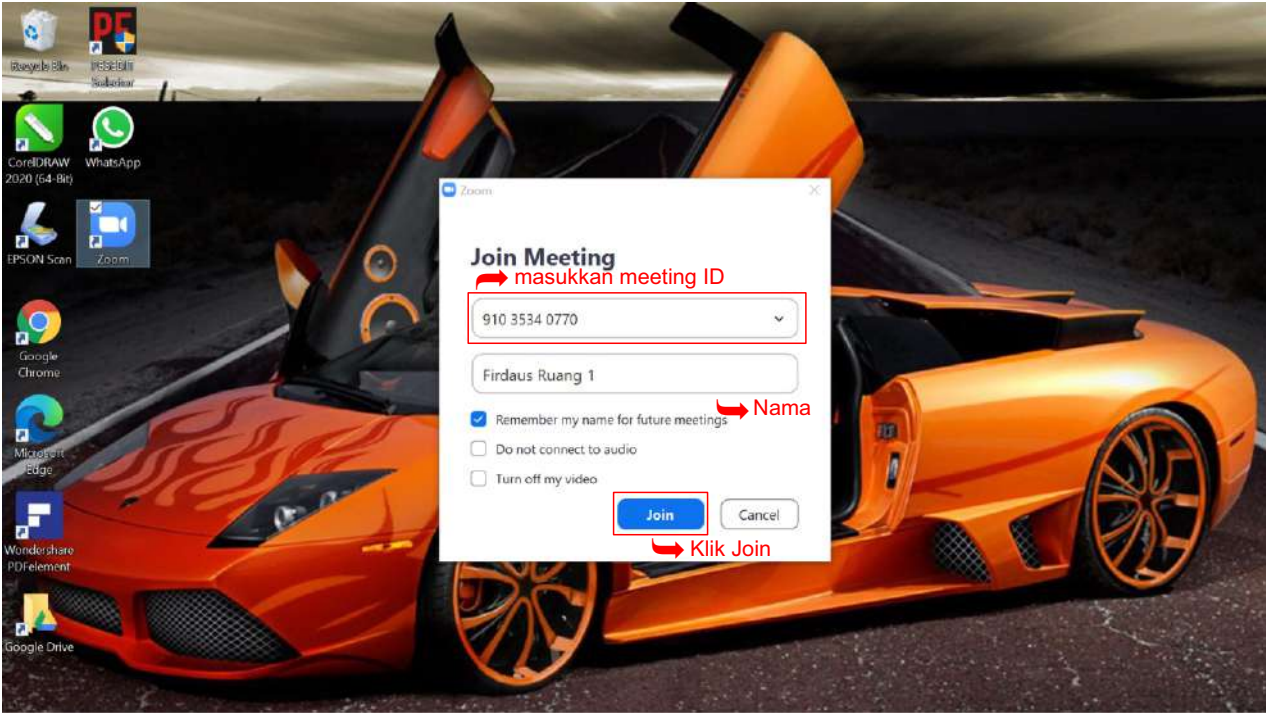 Recycle Bin
PESEDIT
Selector
CorelDRAW
2020 (64-Bit)
WhatsApp
EPSON Scan
Zoom
Google
Chrome
Microsoft
Edge
Wondershare
PDFelement
Google Drive
Zoom
Join Meeting
masukkan meeting ID
910 3534 0770
Firdaus Ruang 1
Nama
Remember my name for future meetings
Do not connect to audio
Turn off my video
Join
Cancel
Klik Join